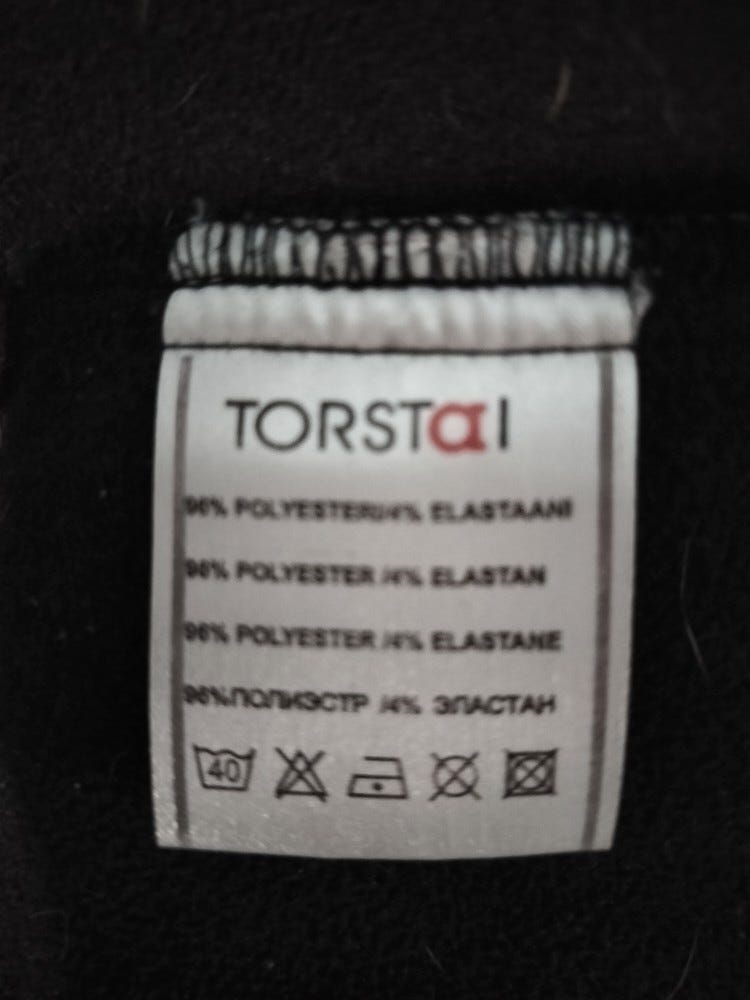 TORSTAI
96% POLYESTERI/4% ELASTAANI
96% POLYESTER /4% ELASTAN
96% POLYESTER /4% ELASTANE
96%ПОЛИЭСТР /4% ЭЛАСТАН
40